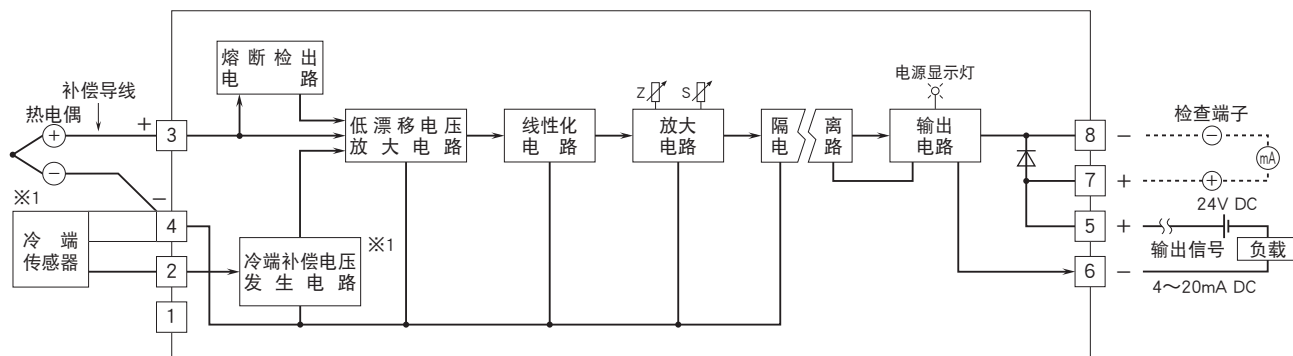 熔断检出
电路
补偿导线
热电偶
+
−
※1
冷端
传感器
+
3
−
4
2
1
低漂移电压
放大电路
冷端补偿电压
发生电路
※1
线性化
电路
Z
S
放大
电路
隔离
电路
电源显示灯
输出
电路
8
−
7
+
5
+
6
−
检查端子
−
mA
+
24V DC
输出信号
负载
4～20mA DC